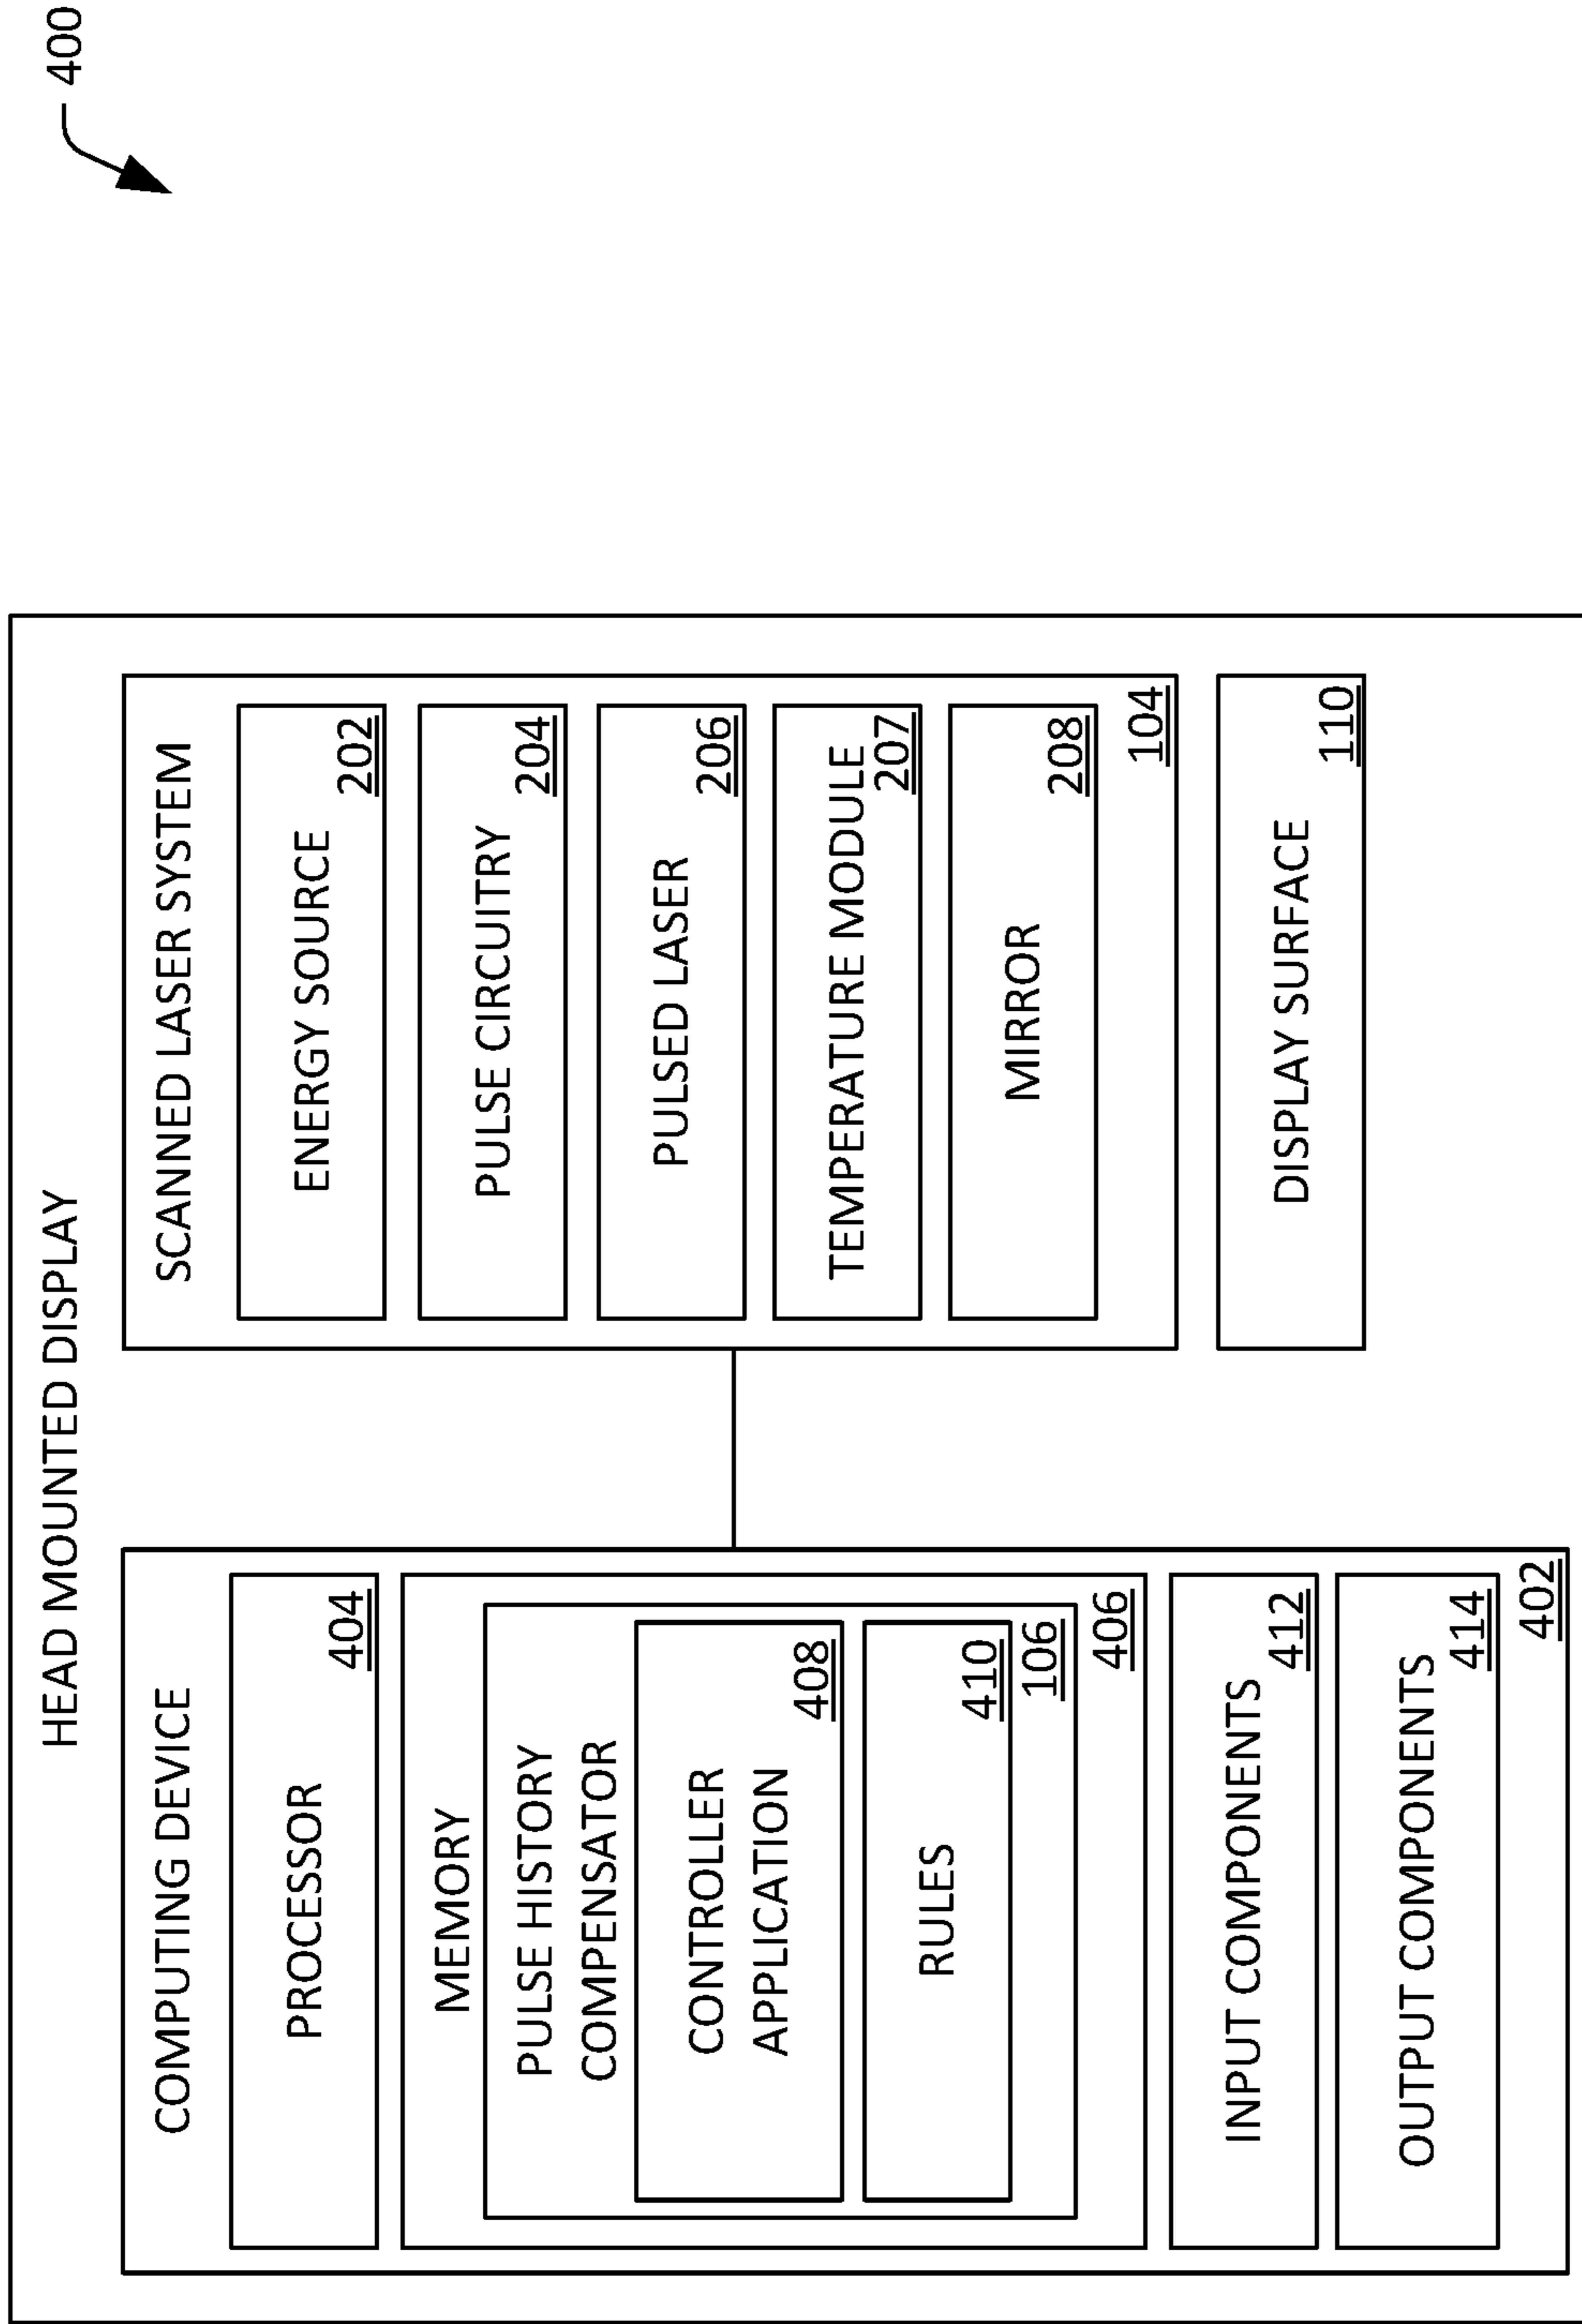 400
HEAD MOUNTED DISPLAY
COMPUTING DEVICE
PROCESSOR
404
MEMORY
PULSE HISTORY
COMPENSATOR
CONTROLLER
APPLICATION
408
RULES
410
106
406
INPUT COMPONENTS
412
OUTPUT COMPONENTS
414
402
SCANNED LASER SYSTEM
ENERGY SOURCE
202
PULSE CIRCUITRY
204
PULSED LASER
206
TEMPERATURE MODULE
207
MIRROR
208
104
DISPLAY SURFACE
110